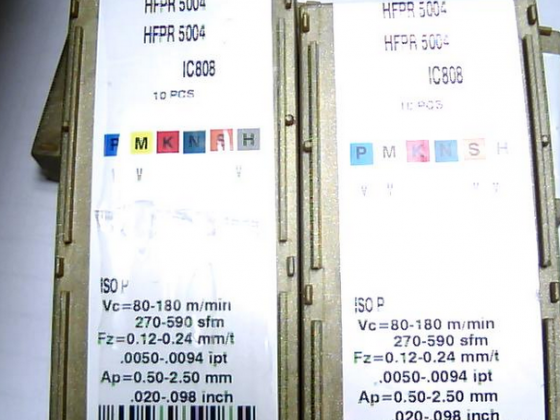 HFPR 5004
HFPR 5004
IC808
10 PCS
P M K N S H
V V V
ISO P
Vc=80-180 m/min
270-590 sfm
Fz=0.12-0.24 mm/t
.0050-.0094 ipt
Ap=0.50-2.50 mm
.020-.098 inch
HFPR 5004
HFPR 5004
IC808
10 PCS
P M K N S H
V V V V
ISO P
Vc=80-180 m/min
270-590 sfm
Fz=0.12-0.24 mm/t
.0050-.0094 ipt
Ap=0.50-2.50 mm
.020-.098 inch